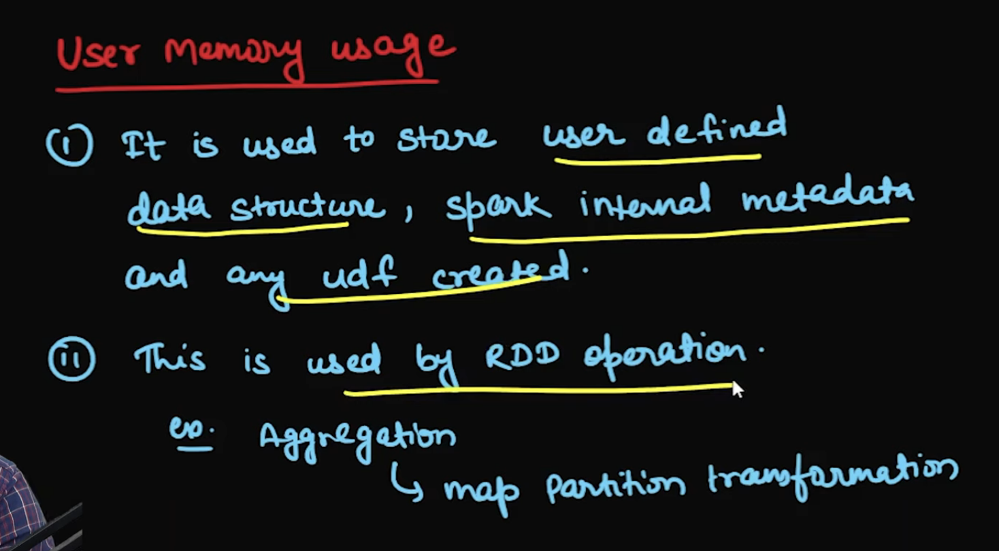 User Memory usage
(i) It is used to store user defined
data structure, spark internal metadata
and any udf created.
(ii) This is used by RDD operation.
ex. Aggregation
↳ map partition transformation